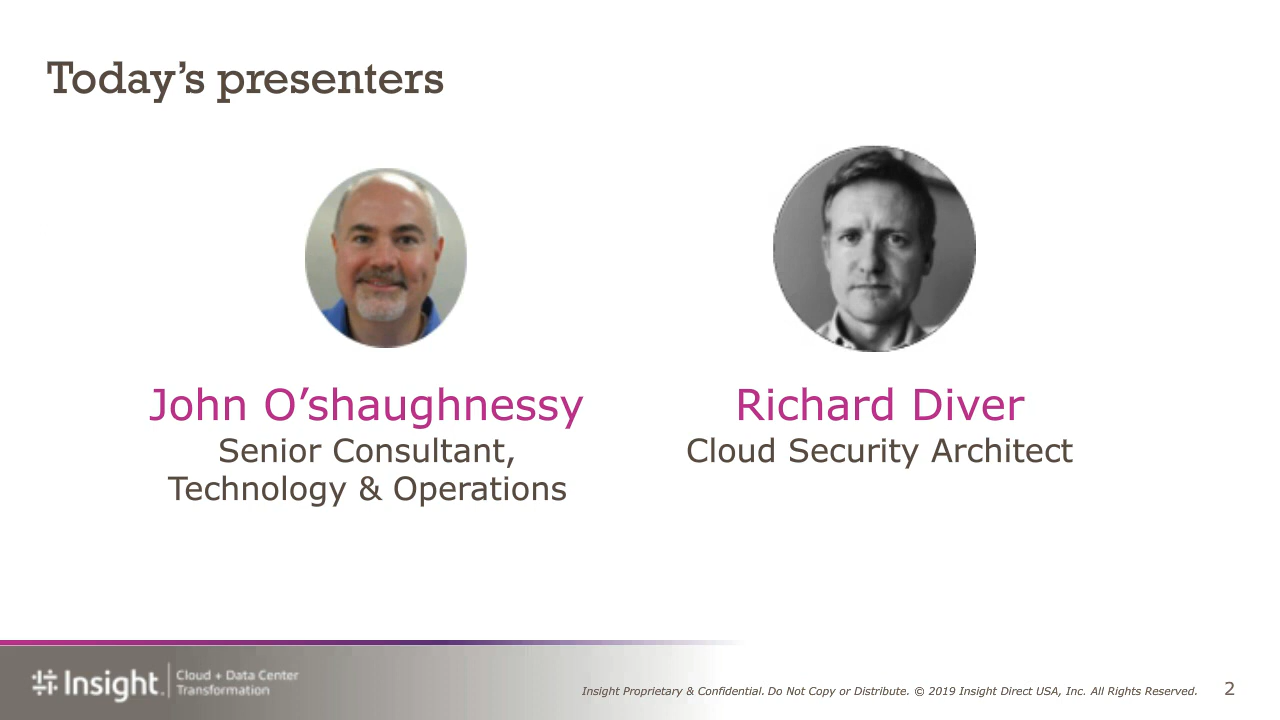 Today’s presenters
John O’shaughnessy
Senior Consultant,
Technology & Operations
Richard Diver
Cloud Security Architect
Insight.
Cloud + Data Center
Transformation
Insight Proprietary & Confidential. Do Not Copy or Distribute. © 2019 Insight Direct USA, Inc. All Rights Reserved.
2